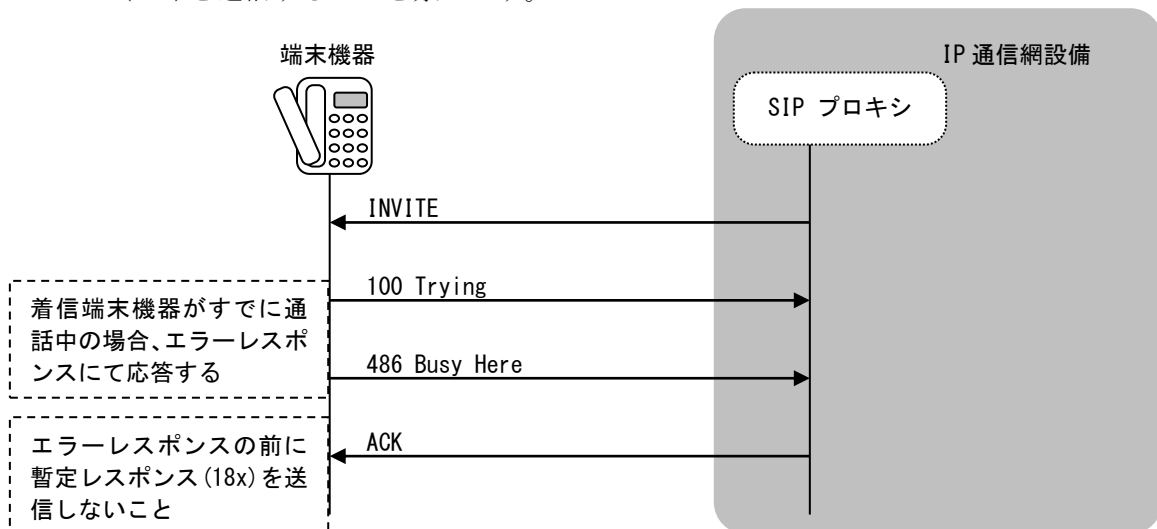 端末機器
IP 通信網設備
SIP プロキシ
INVITE
100 Trying
着信端末機器がすでに通
話中の場合、エラーレスポ
ンスにて応答する
486 Busy Here
ACK
エラーレスポンスの前に
暫定レスポンス(18x)を送
信しないこと